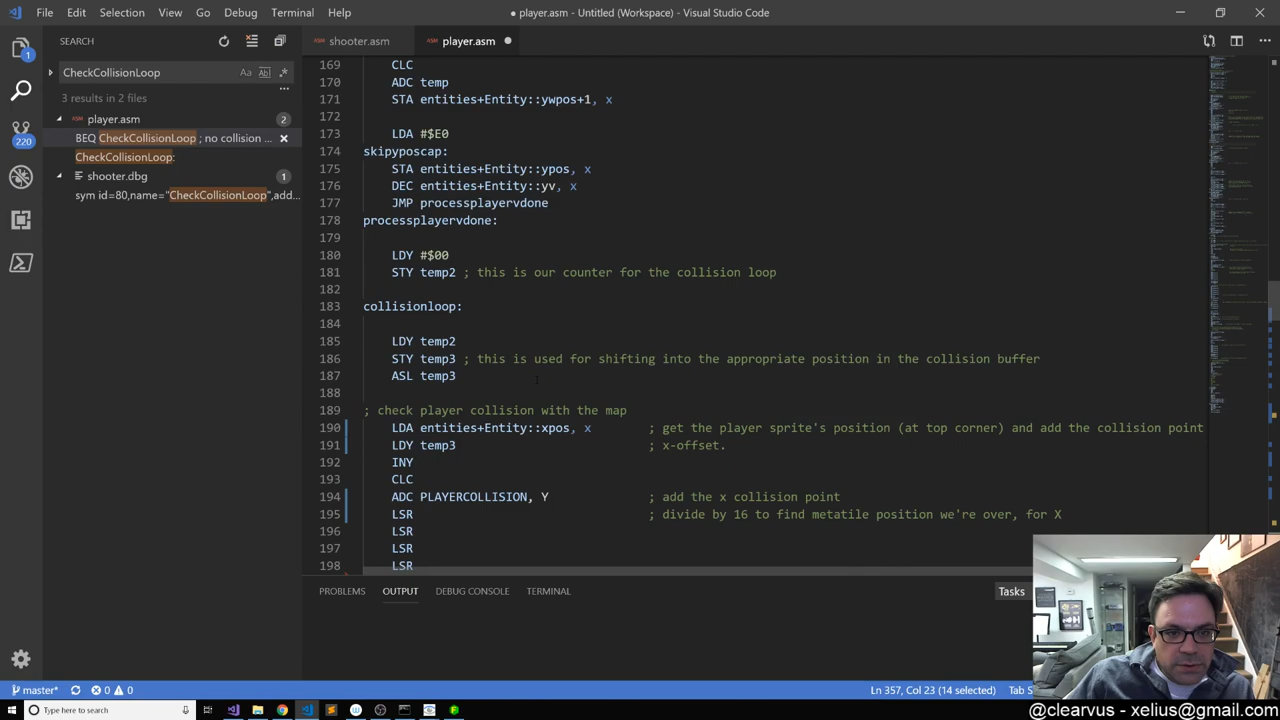 File Edit Selection View Go Debug Terminal Help
● player.asm - Untitled (Workspace) - Visual Studio Code
SEARCH
CheckCollisionLoop
Aa Abl .*
...
3 results in 2 files
player.asm 2
BEQ CheckCollisionLoop ; no collision ...
CheckCollisionLoop:
shooter.dbg 1
sym id=80,name="CheckCollisionLoop",add...
1
220
ASM shooter.asm
ASM player.asm ●
169 CLC
170 ADC temp
171 STA entities+Entity::ywpos+1, x
172
173 LDA #$E0
174 skipyposcap:
175 STA entities+Entity::ypos, x
176 DEC entities+Entity::yv, x
177 JMP processplayervdone
178 processplayervdone:
179
180 LDY #$00
181 STY temp2 ; this is our counter for the collision loop
182
183 collisionloop:
184
185 LDY temp2
186 STY temp3 ; this is used for shifting into the appropriate position in the collision buffer
187 ASL temp3
188
189 ; check player collision with the map
190 LDA entities+Entity::xpos, x ; get the player sprite's position (at top corner) and add the collision point
191 LDY temp3 ; x-offset.
192 INY
193 CLC
194 ADC PLAYERCOLLISION, Y ; add the x collision point
195 LSR ; divide by 16 to find metatile position we're over, for X
196 LSR
197 LSR
198 LSR
PROBLEMS OUTPUT DEBUG CONSOLE TERMINAL
Tasks
master* 0 0
Ln 357, Col 23 (14 selected) Tab S
Type here to search
@clearvus - xelius@gmail.com